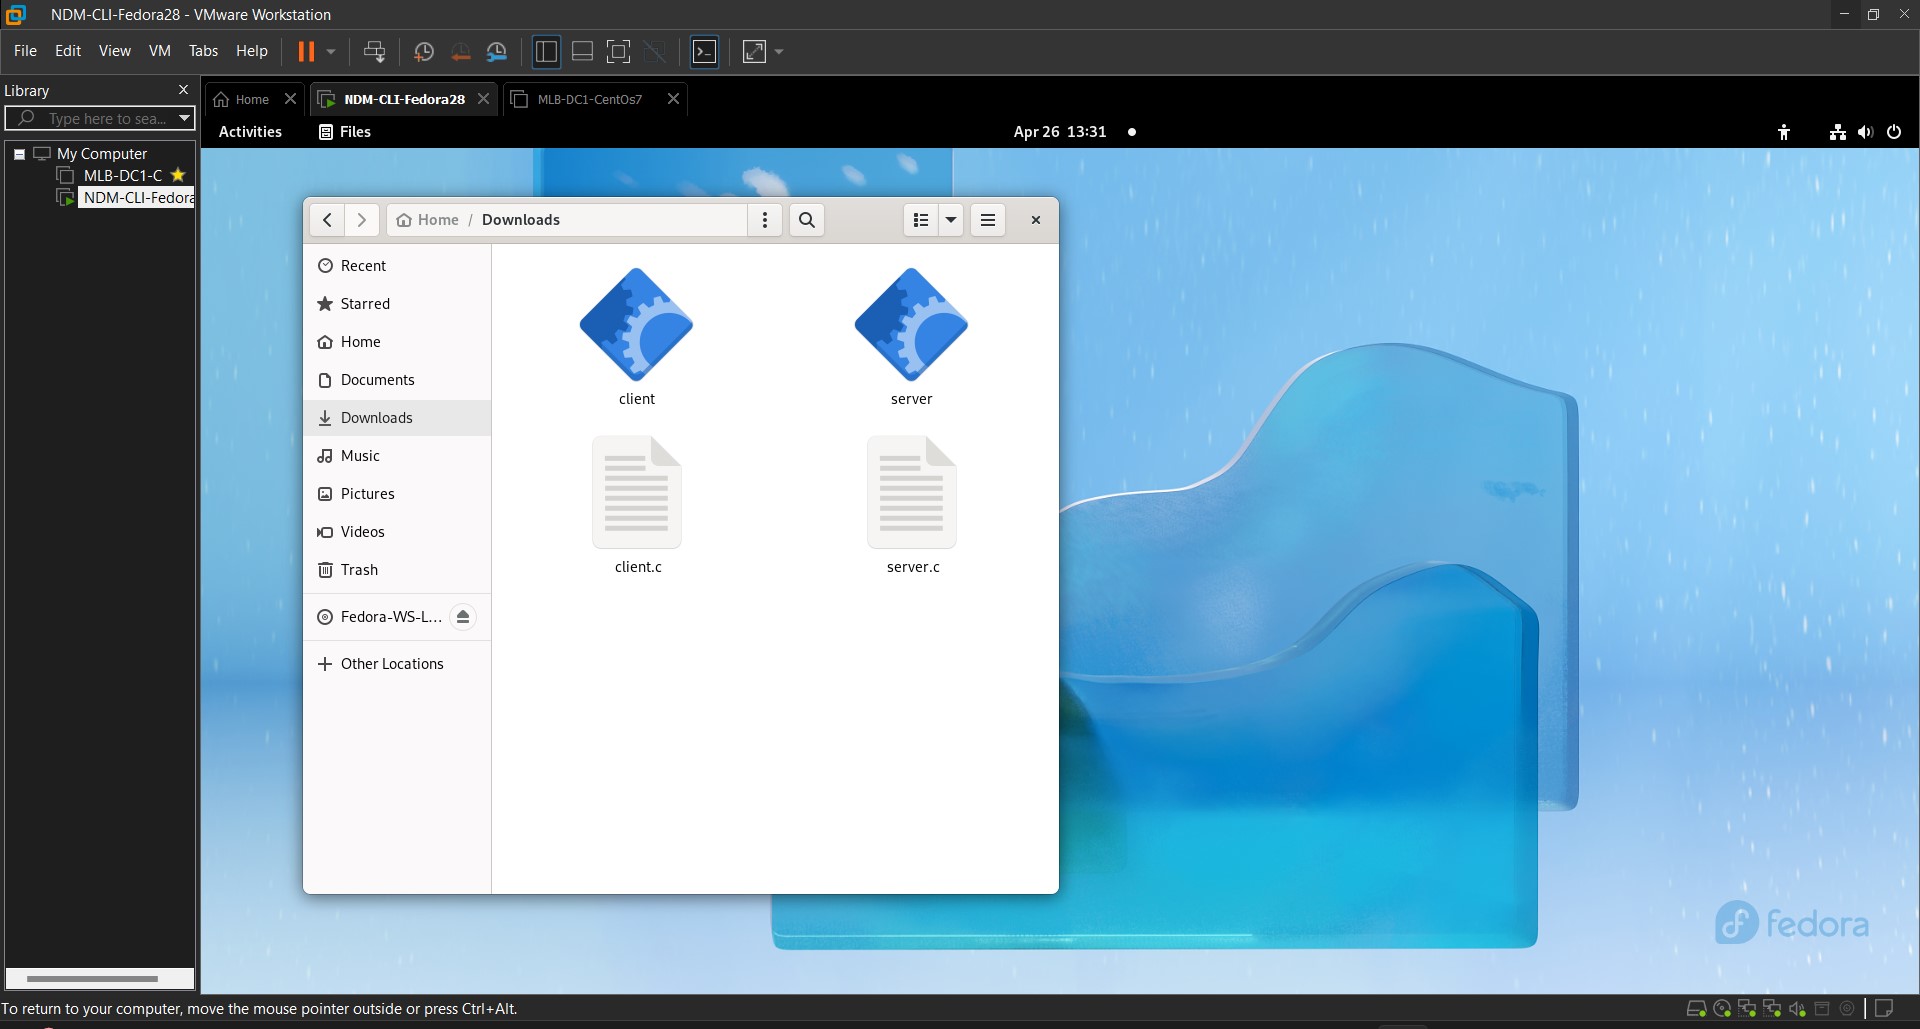 NDM-CLI-Fedora28 - VMware Workstation
File Edit View VM Tabs Help
Library
Type here to sea...
My Computer
MLB-DC1-C
NDM-CLI-Fedora
Home NDM-CLI-Fedora28 MLB-DC1-CentOs7
Activities Files Apr 26 13:31
Home / Downloads
Recent
Starred
Home
Documents
Downloads
Music
Pictures
Videos
Trash
Fedora-WS-L...
Other Locations
client server
client.c server.c
fedora
To return to your computer, move the mouse pointer outside or press Ctrl+Alt.